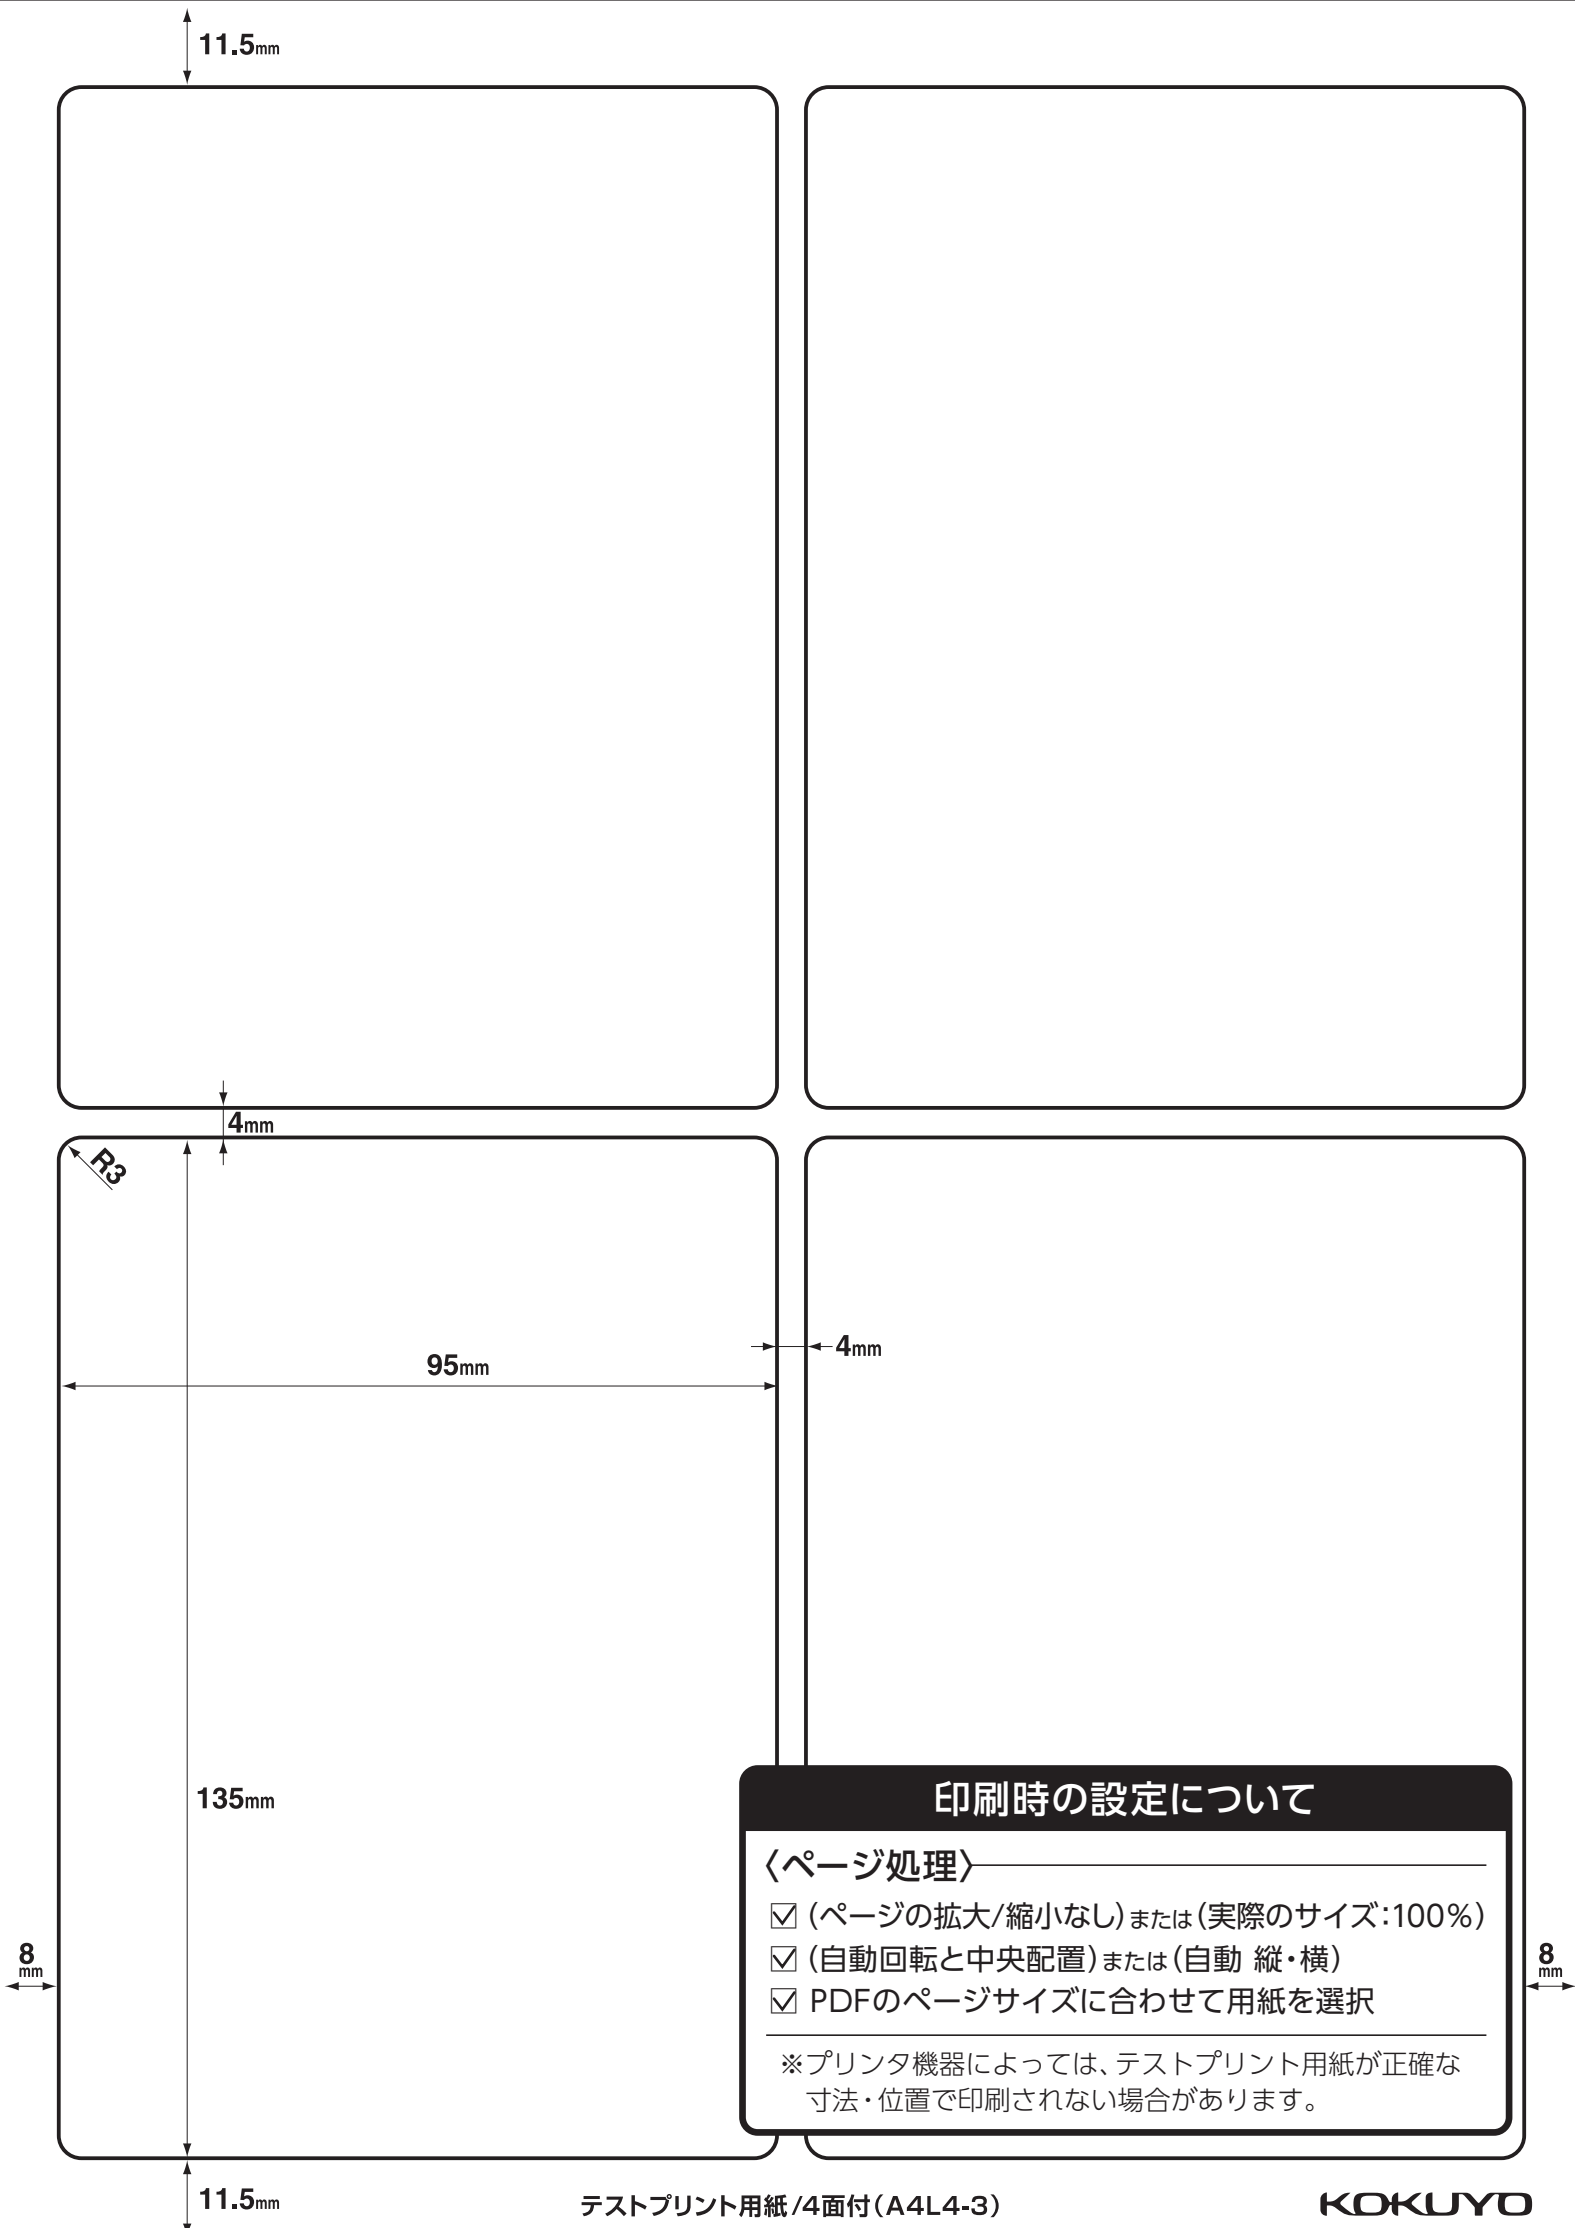 11.5mm
4mm
R3
4mm
95mm
135mm
印刷時の設定について
〈ページ処理〉
☑ (ページの拡大/縮小なし)または(実際のサイズ:100%)
☑ (自動回転と中央配置)または(自動 縦・横)
☑ PDFのページサイズに合わせて用紙を選択
※プリンタ機器によっては、テストプリント用紙が正確な
寸法・位置で印刷されない場合があります。
8mm
8mm
11.5mm
テストプリント用紙/4面付(A4L4-3)
KOKUYO